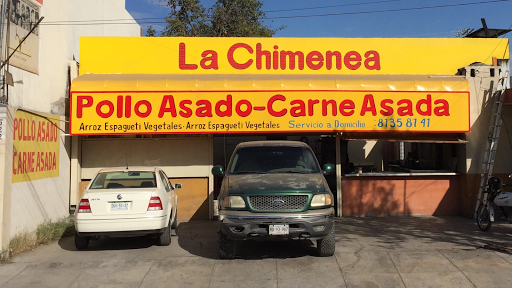 La Chimenea
Pollo Asado-Carne Asada
Arroz Espagueti Vegetales-Arroz Espagueti Vegetales Servicio a Domicilio 8135 87 41
POLLO ASADO
CARNE ASADA